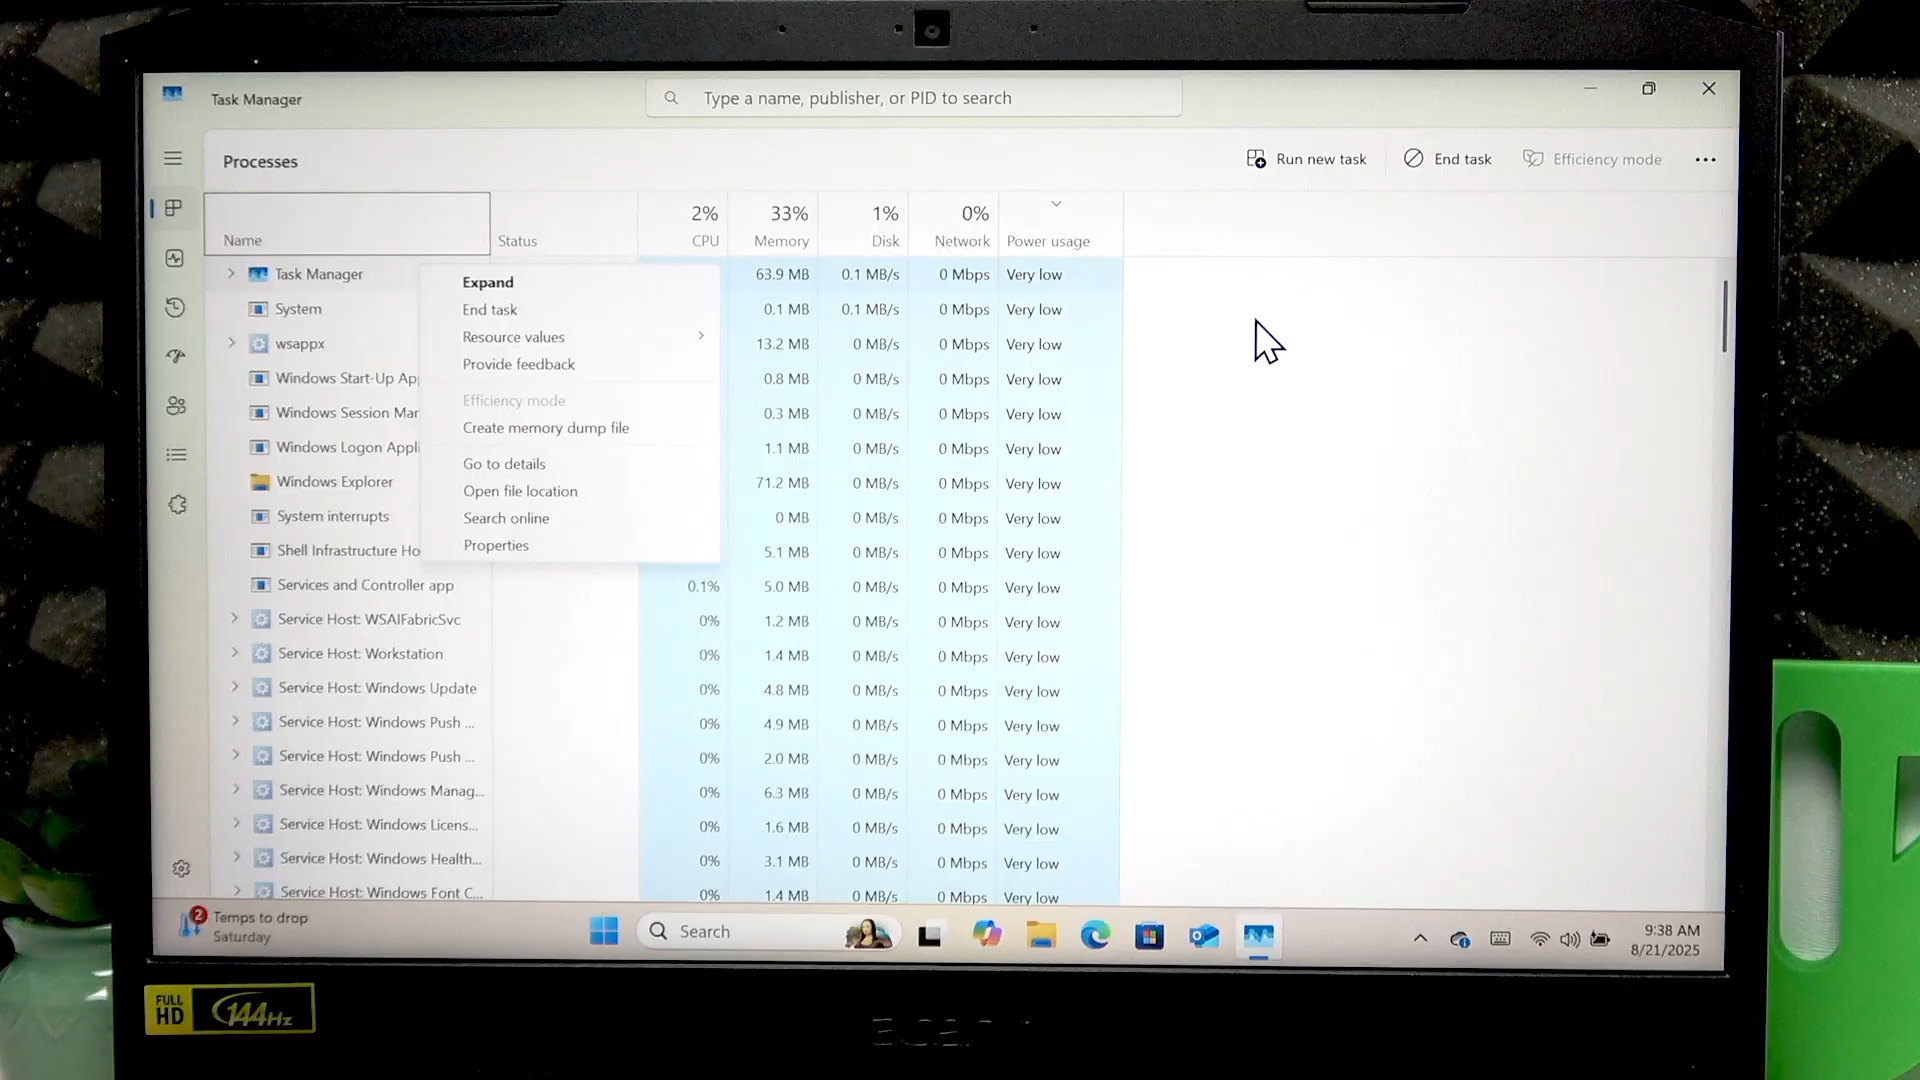 Task Manager
Type a name, publisher, or PID to search
Processes
Run new task
End task
Efficiency mode
2% 33% 1% 0%
Name Status CPU Memory Disk Network Power usage
Task Manager 63.9 MB 0.1 MB/s 0 Mbps Very low
System 0.1 MB 0.1 MB/s 0 Mbps Very low
wsappx 13.2 MB 0 MB/s 0 Mbps Very low
Windows Start-Up Ap 0.8 MB 0 MB/s 0 Mbps Very low
Windows Session Mar 0.3 MB 0 MB/s 0 Mbps Very low
Windows Logon Appli 1.1 MB 0 MB/s 0 Mbps Very low
Windows Explorer 71.2 MB 0 MB/s 0 Mbps Very low
System interrupts 0 MB 0 MB/s 0 Mbps Very low
Shell Infrastructure Ho 5.1 MB 0 MB/s 0 Mbps Very low
Services and Controller app 0.1% 5.0 MB 0 MB/s 0 Mbps Very low
Service Host: WSAIFabricSvc 0% 1.2 MB 0 MB/s 0 Mbps Very low
Service Host: Workstation 0% 1.4 MB 0 MB/s 0 Mbps Very low
Service Host: Windows Update 0% 4.8 MB 0 MB/s 0 Mbps Very low
Service Host: Windows Push ... 0% 4.9 MB 0 MB/s 0 Mbps Very low
Service Host: Windows Push ... 0% 2.0 MB 0 MB/s 0 Mbps Very low
Service Host: Windows Manag... 0% 6.3 MB 0 MB/s 0 Mbps Very low
Service Host: Windows Licens... 0% 1.6 MB 0 MB/s 0 Mbps Very low
Service Host: Windows Health... 0% 3.1 MB 0 MB/s 0 Mbps Very low
Service Host: Windows Font C... 0% 1.4 MB 0 MB/s 0 Mbps Very low
Expand
End task
Resource values
Provide feedback
Efficiency mode
Create memory dump file
Go to details
Open file location
Search online
Properties
2
Temps to drop
Saturday
Search
9:38 AM
8/21/2025
FULL
HD
144Hz
acer